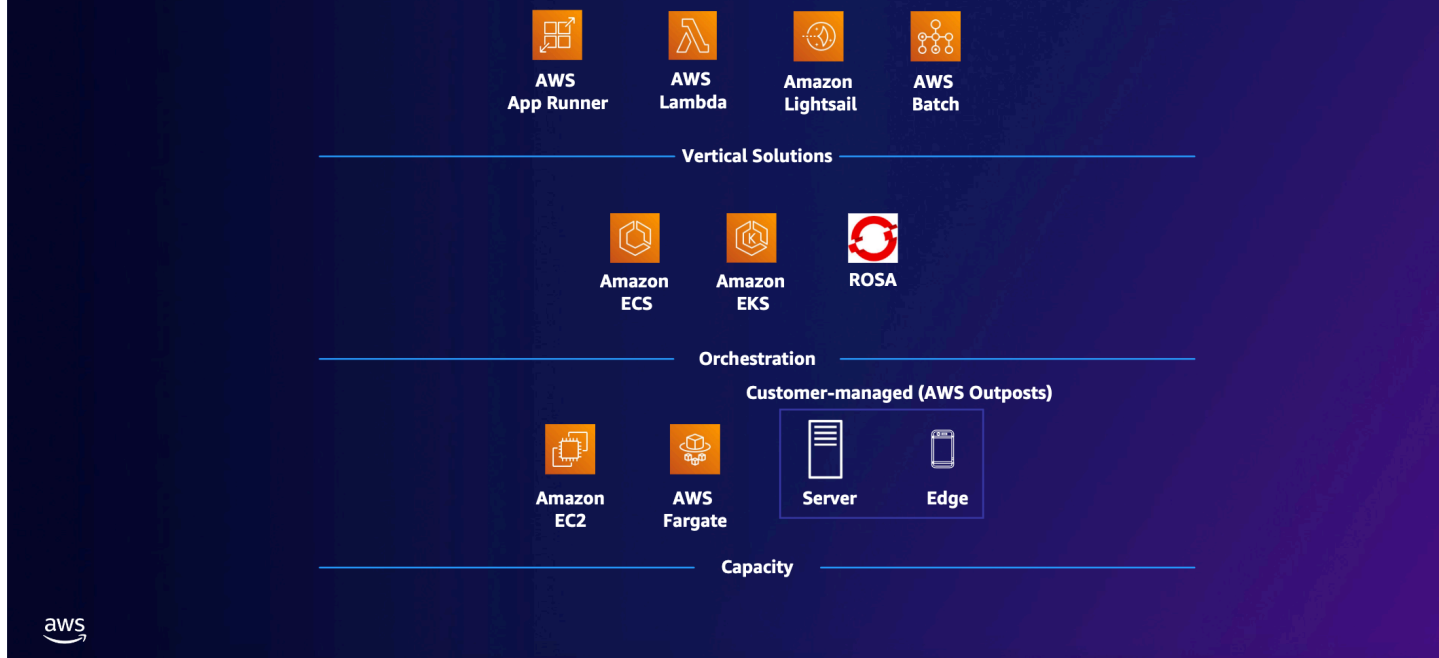 AWS
App Runner
AWS
Lambda
Amazon
Lightsail
AWS
Batch
Vertical Solutions
Amazon
ECS
K
Amazon
EKS
ROSA
Orchestration
Customer-managed (AWS Outposts)
Amazon
EC2
AWS
Fargate
Server
Edge
Capacity
aws